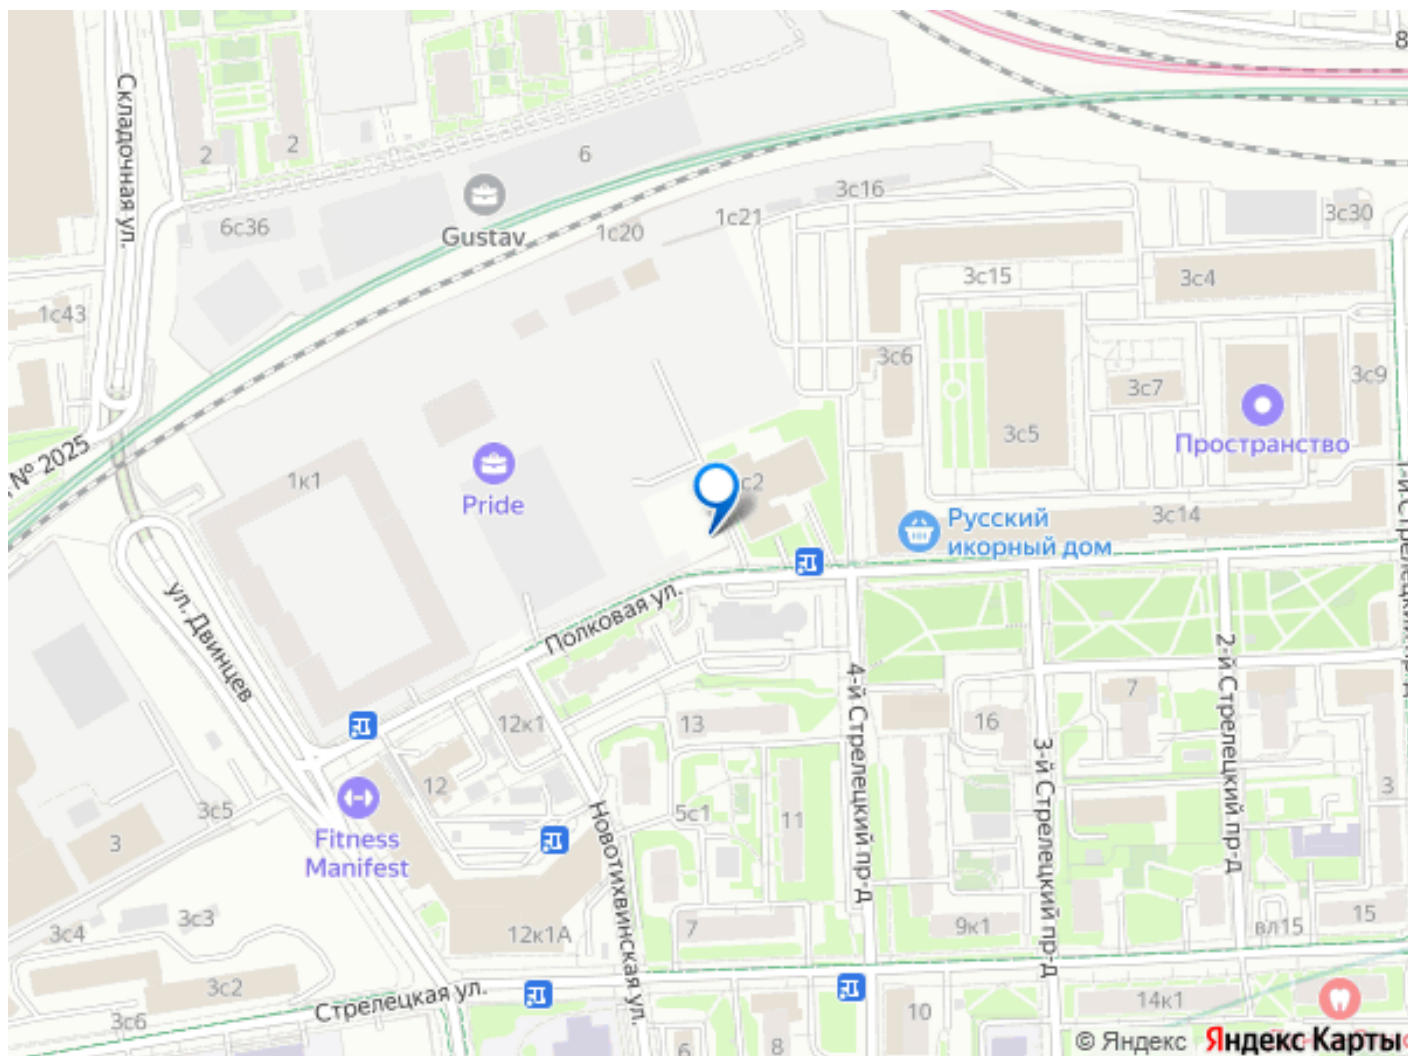 8
Складочная ул.
2
2
6
Gustav
6с36
1с20
1с21
3с16
3с30
3с15
3с4
1с43
3с6
3с7
3с9
3с5
Пространство
№ 2025
1к1
Pride
с2
Русский
икорный дом
3с14
ул. Двинцев
Полковая ул.
4-й Стрелецкий пр-д
3-й Стрелецкий пр-д
2-й Стрелецкий пр-д
7
16
13
12к1
12
3с5
3
Fitness
Manifest
5с1
11
3
Новотихвинская ул.
3с3
3с4
12к1А
7
9к1
вл15
15
3с2
Стрелецкая ул.
3с6
10
14к1
6
8
© Яндекс Яндекс Карты